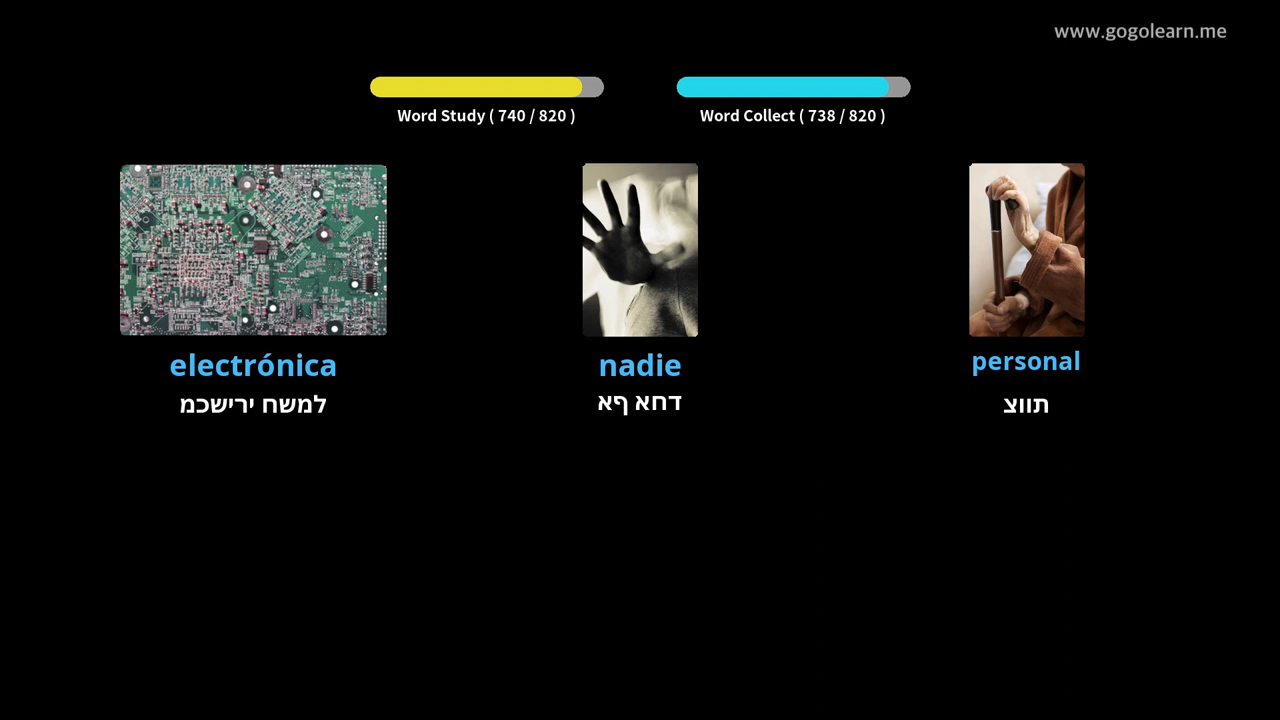 www.gogolearn.me
Word Study ( 740 / 820 )
Word Collect ( 738 / 820 )
electrónica
למשח ירישכמ
nadie
דחא ףא
personal
תווצ